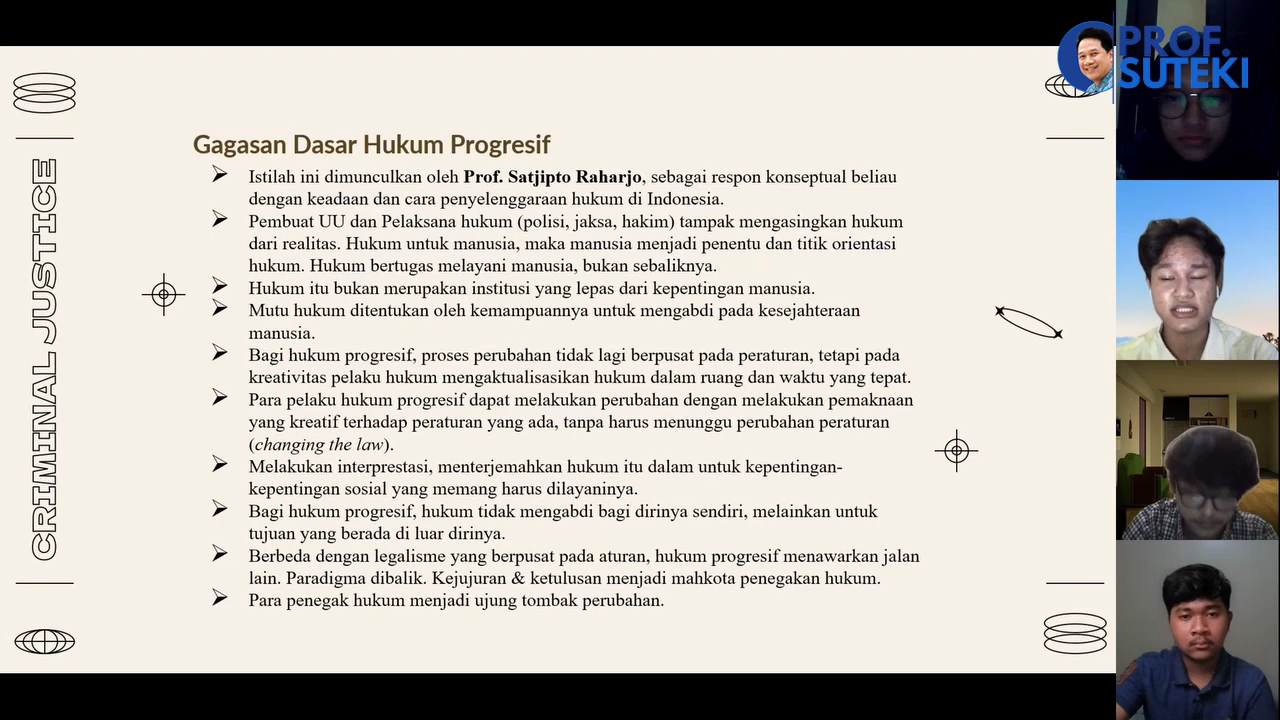 PROF.
SUTEKI
CRIMINAL JUSTICE
Gagasan Dasar Hukum Progresif
Istilah ini dimunculkan oleh Prof. Satjipto Raharjo, sebagai respon konseptual beliau
dengan keadaan dan cara penyelenggaraan hukum di Indonesia.
Pembuat UU dan Pelaksana hukum (polisi, jaksa, hakim) tampak mengasingkan hukum
dari realitas. Hukum untuk manusia, maka manusia menjadi penentu dan titik orientasi
hukum. Hukum bertugas melayani manusia, bukan sebaliknya.
Hukum itu bukan merupakan institusi yang lepas dari kepentingan manusia.
Mutu hukum ditentukan oleh kemampuannya untuk mengabdi pada kesejahteraan
manusia.
Bagi hukum progresif, proses perubahan tidak lagi berpusat pada peraturan, tetapi pada
kreativitas pelaku hukum mengaktualisasikan hukum dalam ruang dan waktu yang tepat.
Para pelaku hukum progresif dapat melakukan perubahan dengan melakukan pemaknaan
yang kreatif terhadap peraturan yang ada, tanpa harus menunggu perubahan peraturan
(changing the law).
Melakukan interprestasi, menterjemahkan hukum itu dalam untuk kepentingan-
kepentingan sosial yang memang harus dilayaninya.
Bagi hukum progresif, hukum tidak mengabdi bagi dirinya sendiri, melainkan untuk
tujuan yang berada di luar dirinya.
Berbeda dengan legalisme yang berpusat pada aturan, hukum progresif menawarkan jalan
lain. Paradigma dibalik. Kejujuran & ketulusan menjadi mahkota penegakan hukum.
Para penegak hukum menjadi ujung tombak perubahan.